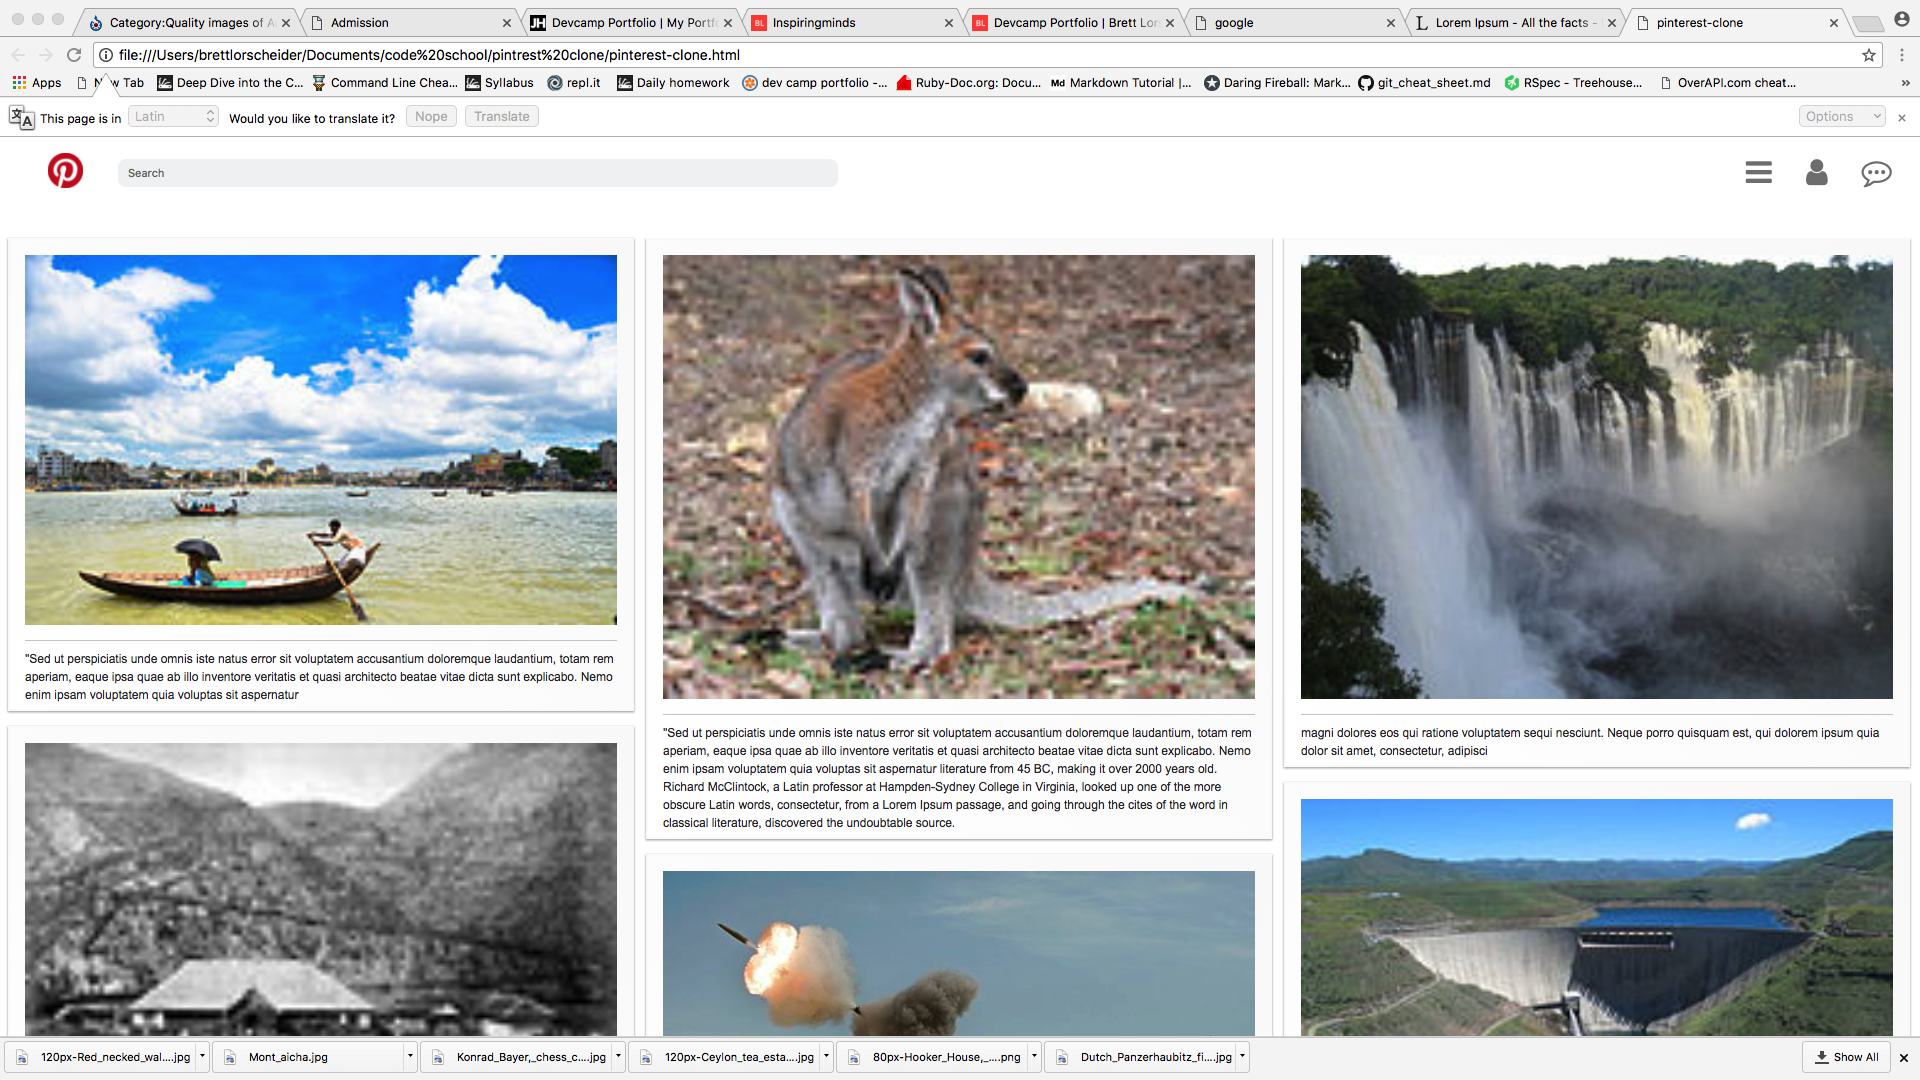 Category:Quality images of A
Admission
Devcamp Portfolio | My Portf
Inspiringminds
Devcamp Portfolio | Brett Lors
google
Lorem Ipsum - All the facts -
pinterest-clone
file:///Users/brettlorscheider/Documents/code%20school/pintrest%20clone/pinterest-clone.html
Apps
New Tab
Deep Dive into the C...
Command Line Chea...
Syllabus
repl.it
Daily homework
dev camp portfolio -...
Ruby-Doc.org: Docu...
Markdown Tutorial |...
Daring Fireball: Mark...
git_cheat_sheet.md
RSpec - Treehouse...
OverAPI.com cheat...
»
This page is in
Latin
Would you like to translate it?
Nope
Translate
Options
Search
"Sed ut perspiciatis unde omnis iste natus error sit voluptatem accusantium doloremque laudantium, totam rem
aperiam, eaque ipsa quae ab illo inventore veritatis et quasi architecto beatae vitae dicta sunt explicabo. Nemo
enim ipsam voluptatem quia voluptas sit aspernatur
"Sed ut perspiciatis unde omnis iste natus error sit voluptatem accusantium doloremque laudantium, totam rem
aperiam, eaque ipsa quae ab illo inventore veritatis et quasi architecto beatae vitae dicta sunt explicabo. Nemo
enim ipsam voluptatem quia voluptas sit aspernatur literature from 45 BC, making it over 2000 years old.
Richard McClintock, a Latin professor at Hampden-Sydney College in Virginia, looked up one of the more
obscure Latin words, consectetur, from a Lorem Ipsum passage, and going through the cites of the word in
classical literature, discovered the undoubtable source.
magni dolores eos qui ratione voluptatem sequi nesciunt. Neque porro quisquam est, qui dolorem ipsum quia
dolor sit amet, consectetur, adipisci
120px-Red_necked_wal....jpg
Mont_aicha.jpg
Konrad_Bayer,_chess_c....jpg
120px-Ceylon_tea_esta....jpg
80px-Hooker_House,_....png
Dutch_Panzerhaubitz_fi....jpg
Show All